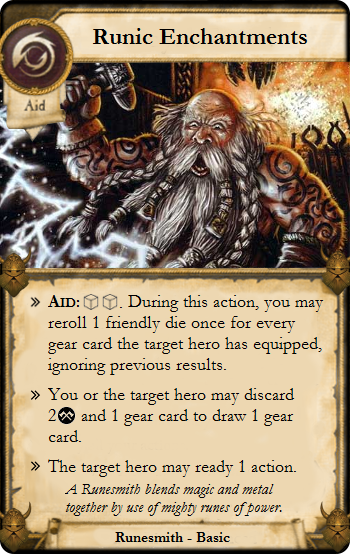 Runic Enchantments
Aid
» AID: . During this action, you may
reroll 1 friendly die once for every
gear card the target hero has equipped,
ignoring previous results.
» You or the target hero may discard
2 and 1 gear card to draw 1 gear
card.
» The target hero may ready 1 action.
A Runesmith blends magic and metal
together by use of mighty runes of power.
Runesmith - Basic